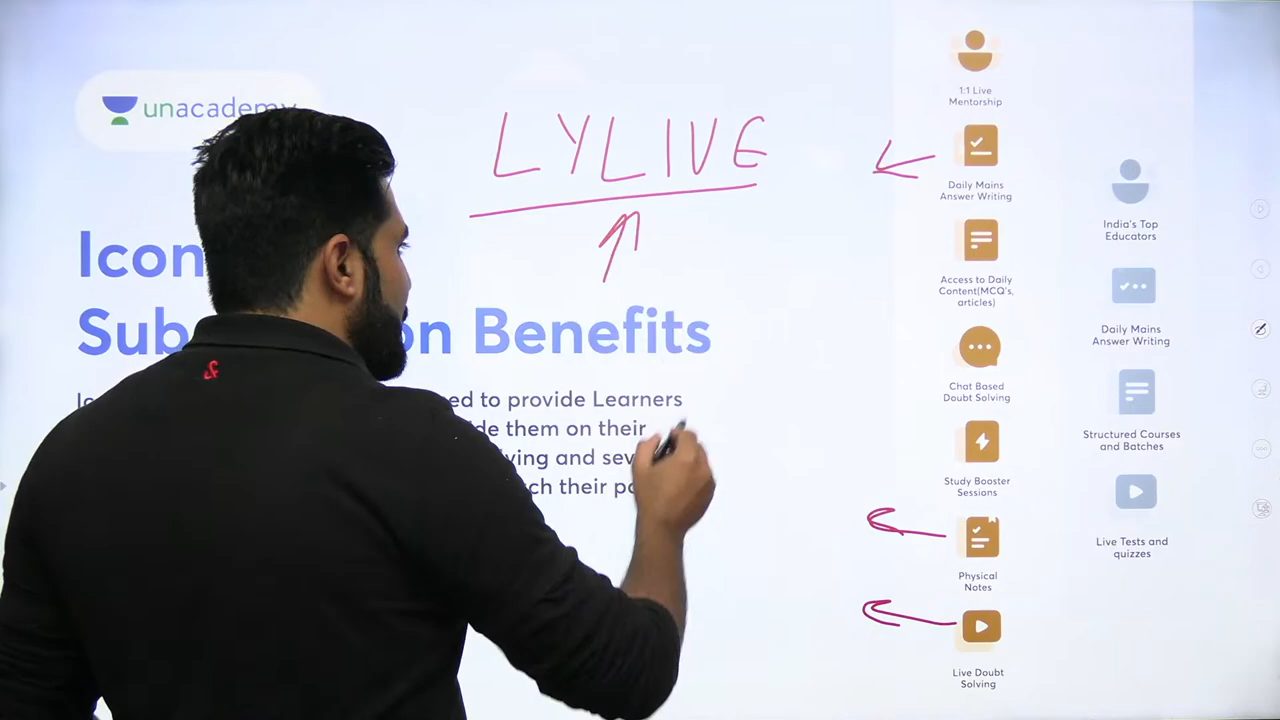 unacademy
LYLIVE
Icon
Sub on Benefits
ed to provide Learners
de them on their
ving and sev
ch their po
1:1 Live
Mentorship
Daily Mains
Answer Writing
Access to Daily
Content(MCQ's,
articles)
Chat Based
Doubt Solving
Study Booster
Sessions
Physical
Notes
Live Doubt
Solving
India's Top
Educators
Daily Mains
Answer Writing
Structured Courses
and Batches
Live Tests and
quizzes